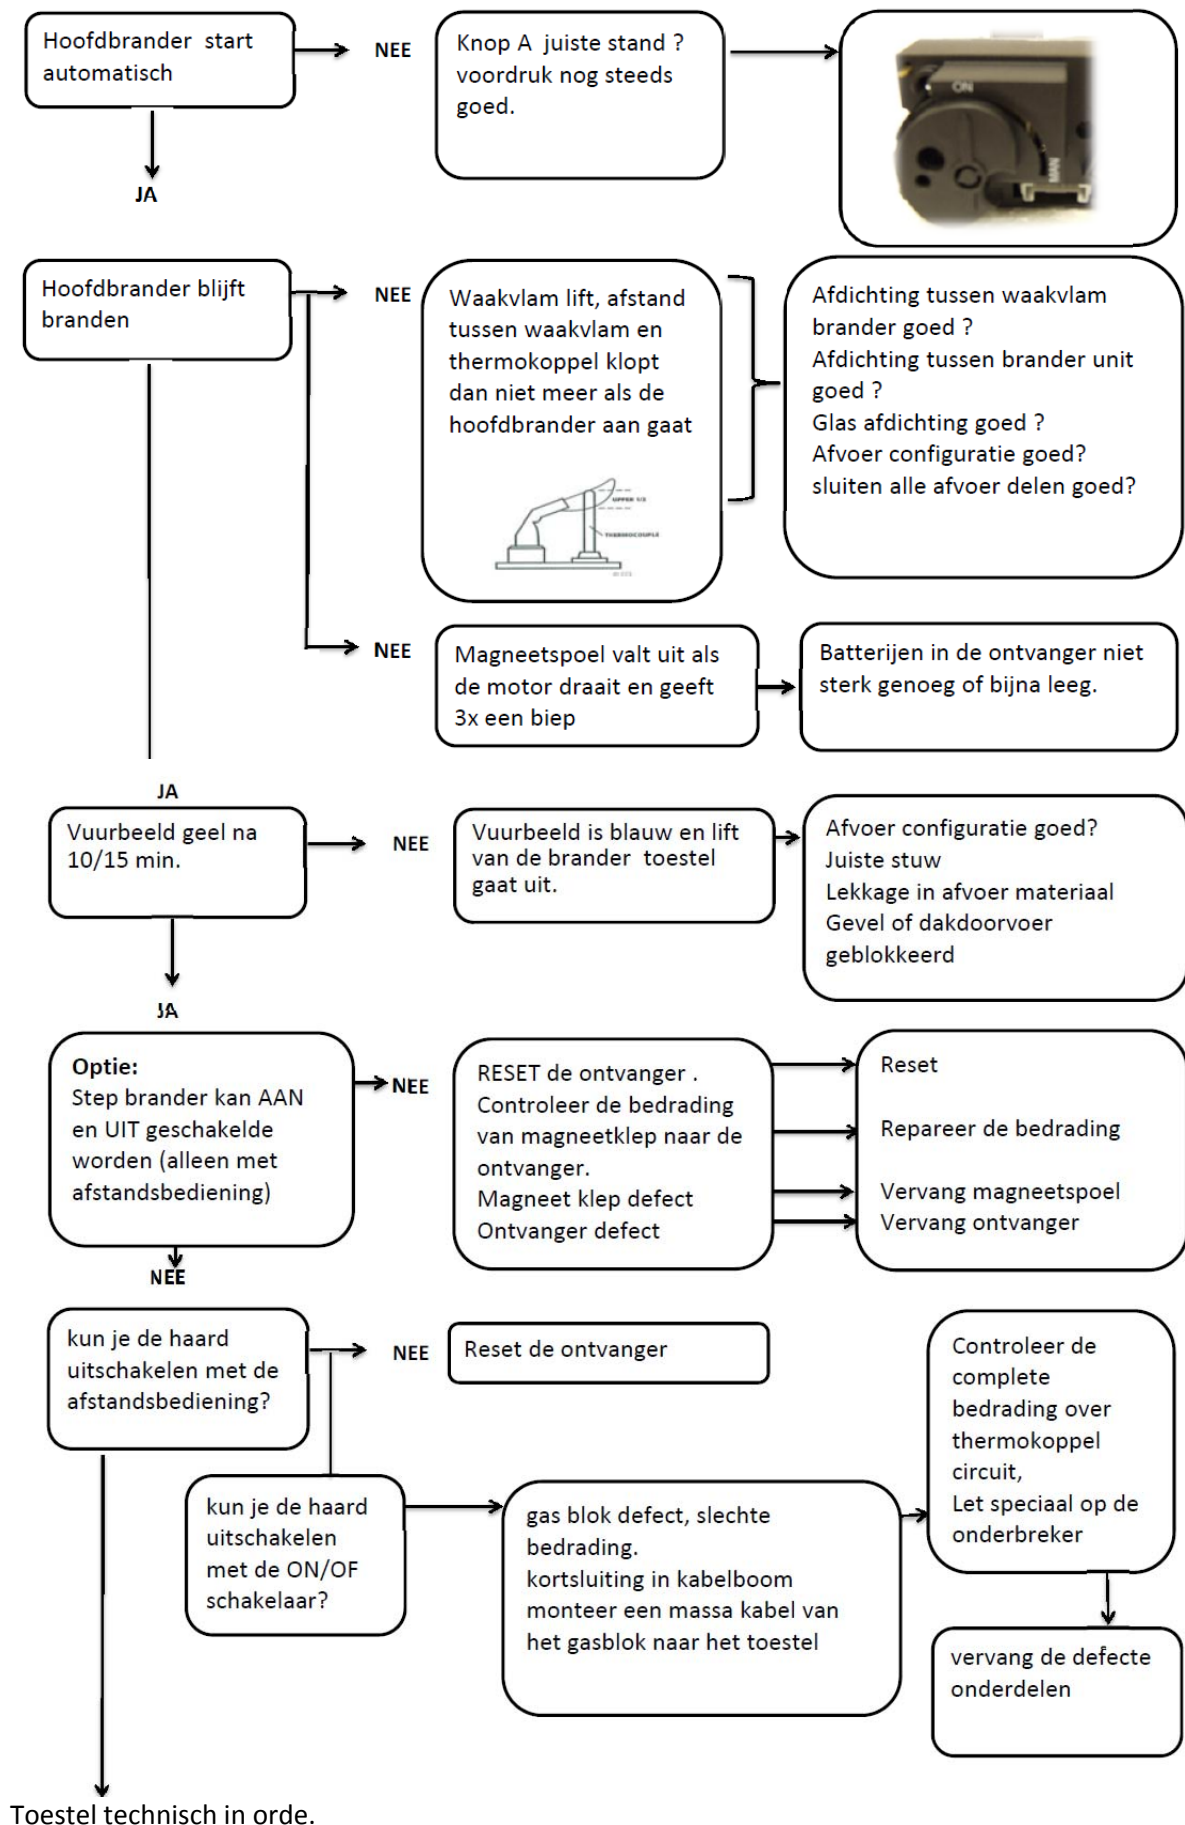 Hoofdbrander start
automatisch
NEE
Knop A juiste stand ?
voordruk nog steeds
goed.
ON
MAN
JA
Hoofdbrander blijft
branden
NEE
Waakvlam lift, afstand
tussen waakvlam en
thermokoppel klopt
dan niet meer als de
hoofdbrander aan gaat
UPPER 1/3
THERMOCOUPLE
Afdichting tussen waakvlam
brander goed ?
Afdichting tussen brander unit
goed ?
Glas afdichting goed ?
Afvoer configuratie goed?
sluiten alle afvoer delen goed?
NEE
Magneetspoel valt uit als
de motor draait en geeft
3x een biep
Batterijen in de ontvanger niet
sterk genoeg of bijna leeg.
JA
Vuurbeeld geel na
10/15 min.
NEE
Vuurbeeld is blauw en lift
van de brander toestel
gaat uit.
Afvoer configuratie goed?
Juiste stuw
Lekkage in afvoer materiaal
Gevel of dakdoorvoer
geblokkeerd
JA
Optie:
Step brander kan AAN
en UIT geschakelde
worden (alleen met
afstandsbediening)
NEE
RESET de ontvanger .
Controleer de bedrading
van magneetklep naar de
ontvanger.
Magneet klep defect
Ontvanger defect
Reset
Repareer de bedrading
Vervang magneetspoel
Vervang ontvanger
NEE
kun je de haard
uitschakelen met de
afstandsbediening?
NEE
Reset de ontvanger
kun je de haard
uitschakelen
met de ON/OF
schakelaar?
gas blok defect, slechte
bedrading.
kortsluiting in kabelboom
monteer een massa kabel van
het gasblok naar het toestel
Controleer de
complete
bedrading over
thermokoppel
circuit,
Let speciaal op de
onderbreker
vervang de defecte
onderdelen
Toestel technisch in orde.